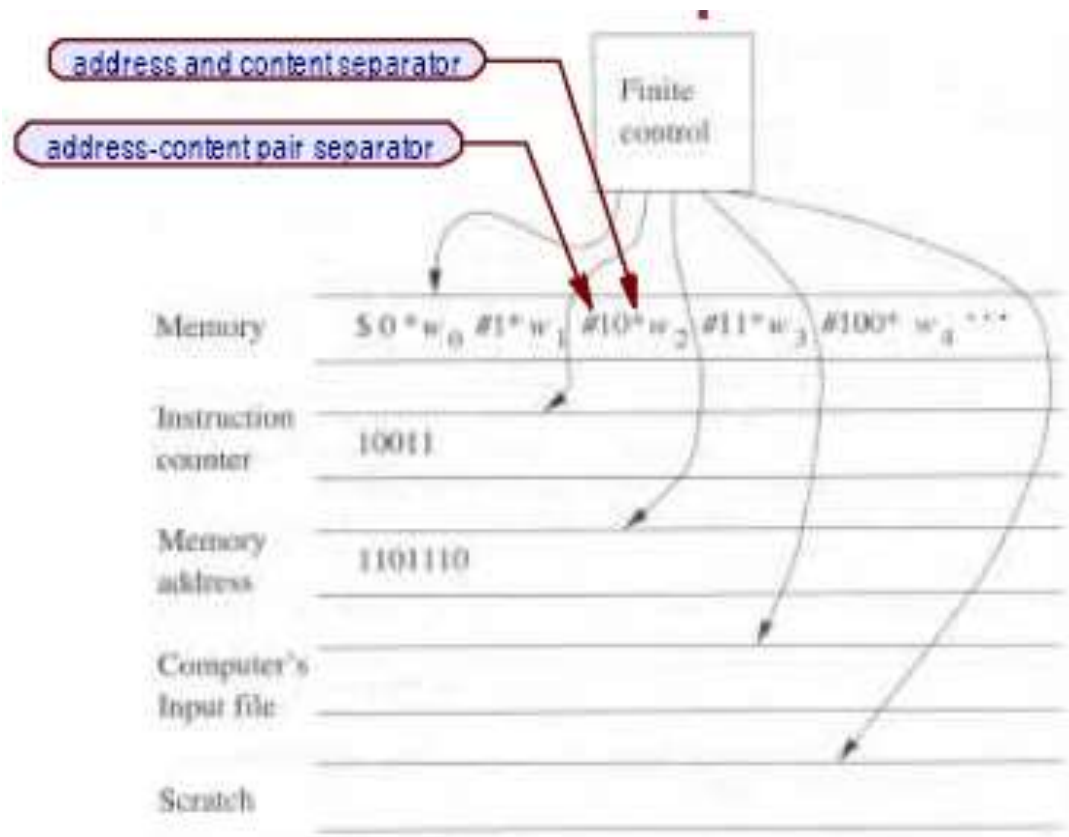 address and content separator
address-content pair separator
Finite
control
Memory
$ 0 * w0 #1* w1 #10* w2 #11* w3 #100* w4 ···
Instruction
counter
10011
Memory
address
1101110
Computer's
Input file
Scratch